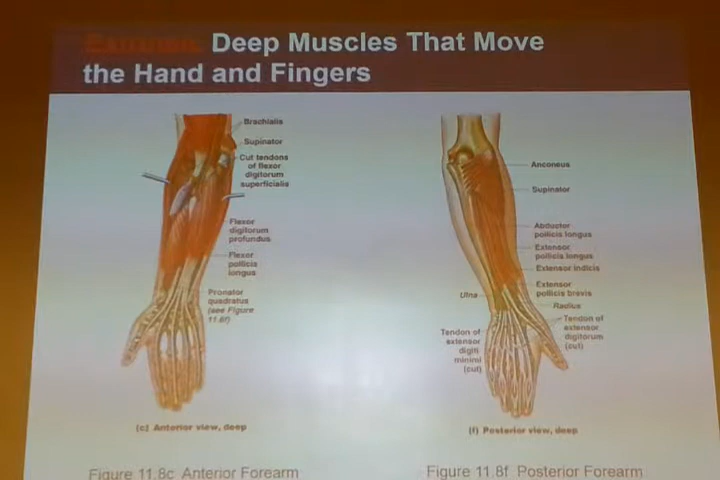 Deep Muscles That Move
the Hand and Fingers
Brachialis
Supinator
Cut tendons
of flexor
digitorum
superficialis
Flexor
digitorum
profundus
Flexor
pollicis
longus
Pronator
quadratus
(see Figure
11.8f)
(c) Anterior view, deep
Figure 11.8c Anterior Forearm
Anconeus
Supinator
Abductor
pollicis longus
Extensor
pollicis longus
Extensor indicis
Extensor
pollicis brevis
Ulna
Radius
Tendon of
extensor
digiti
minimi
(cut)
Tendon of
extensor
digitorum
(cut)
(f) Posterior view, deep
Figure 11.8f Posterior Forearm